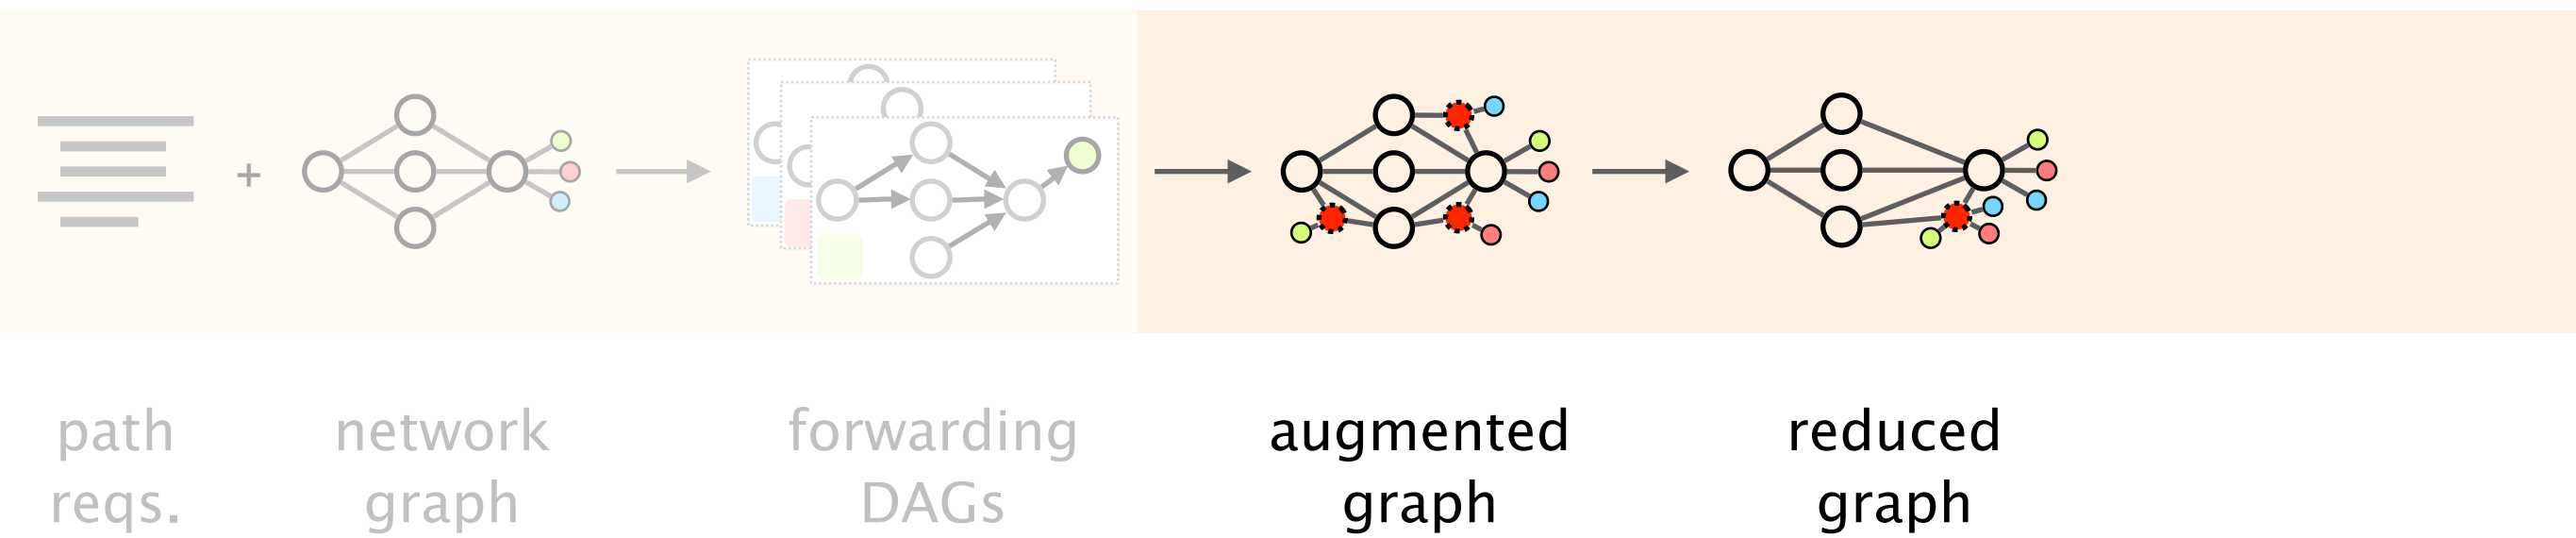 +
path
reqs.
network
graph
forwarding
DAGs
augmented
graph
reduced
graph